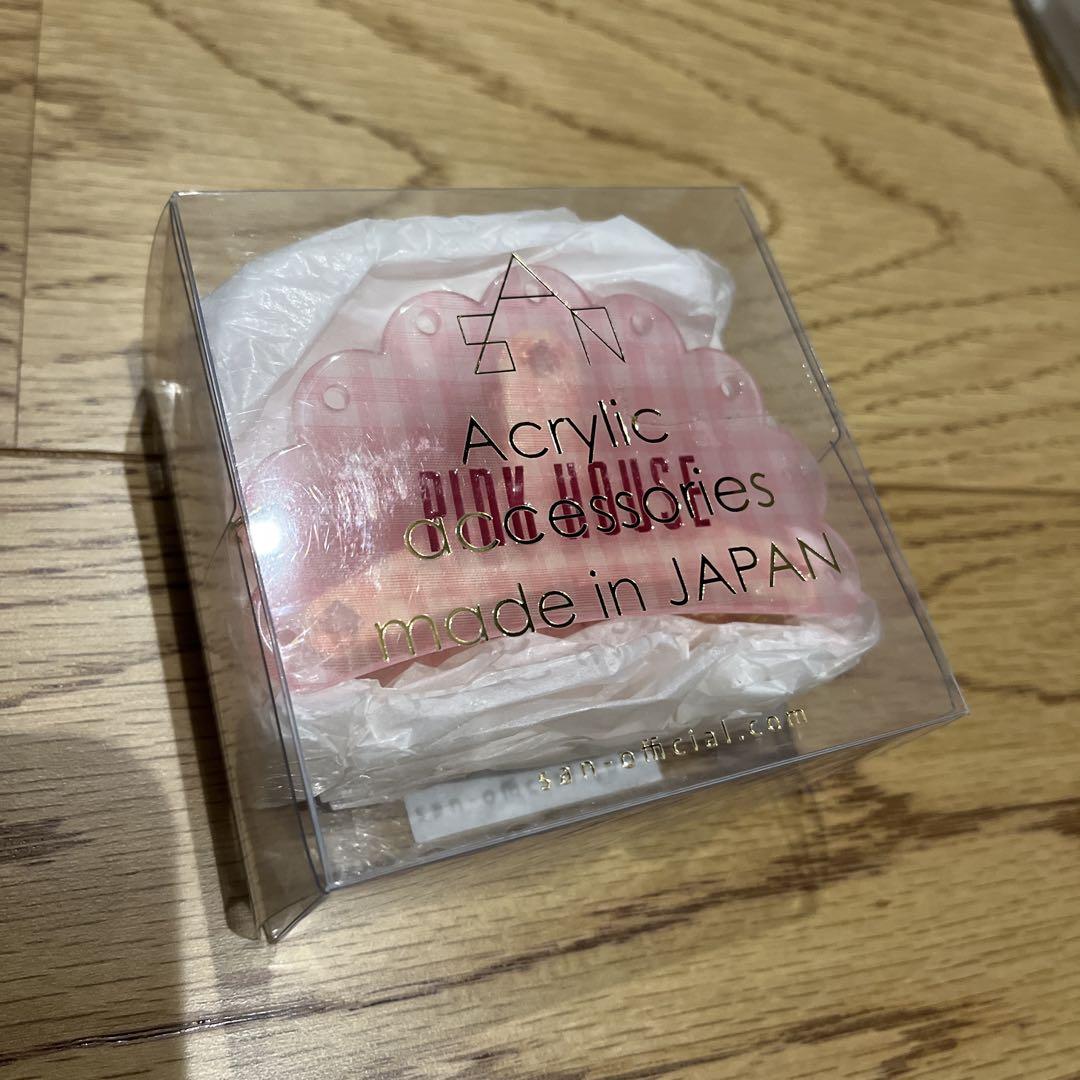 SAN
Acrylic
PINK HOUSE
accessories
made in JAPAN
san-official.com